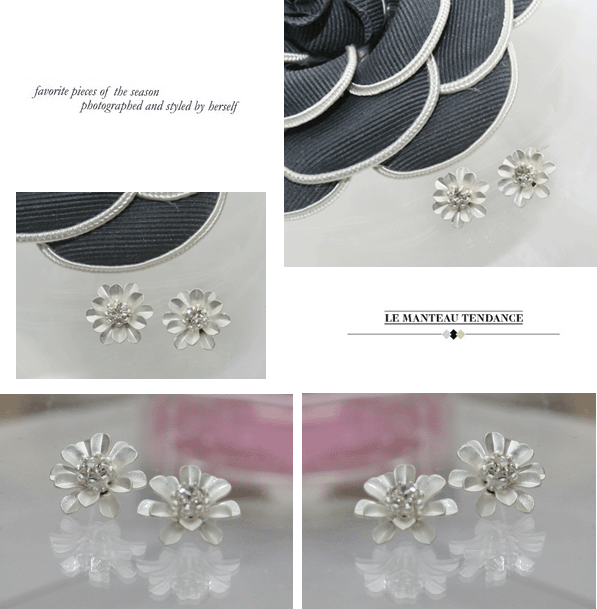 favorite pieces of the season
photographed and styled by herself
LE MANTEAU TENDANCE